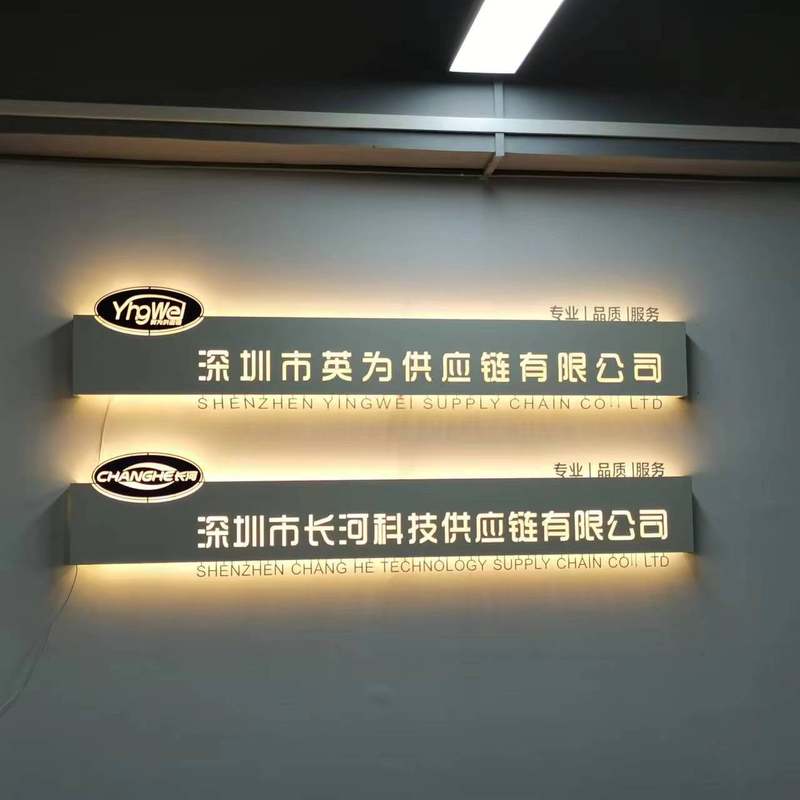 YingWei
专业 | 品质 | 服务
深圳市英为供应链有限公司
SHENZHEN YINGWEI SUPPLY CHAIN CO., LTD
CHANGHE 长河
专业 | 品质 | 服务
深圳市长河科技供应链有限公司
SHENZHEN CHANG HE TECHNOLOGY SUPPLY CHAIN CO., LTD